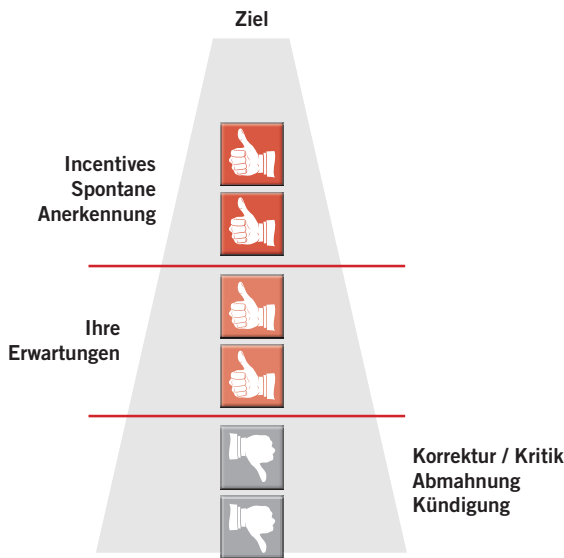 Ziel
Incentives
Spontane
Anerkennung
Ihre
Erwartungen
Korrektur / Kritik
Abmahnung
Kündigung